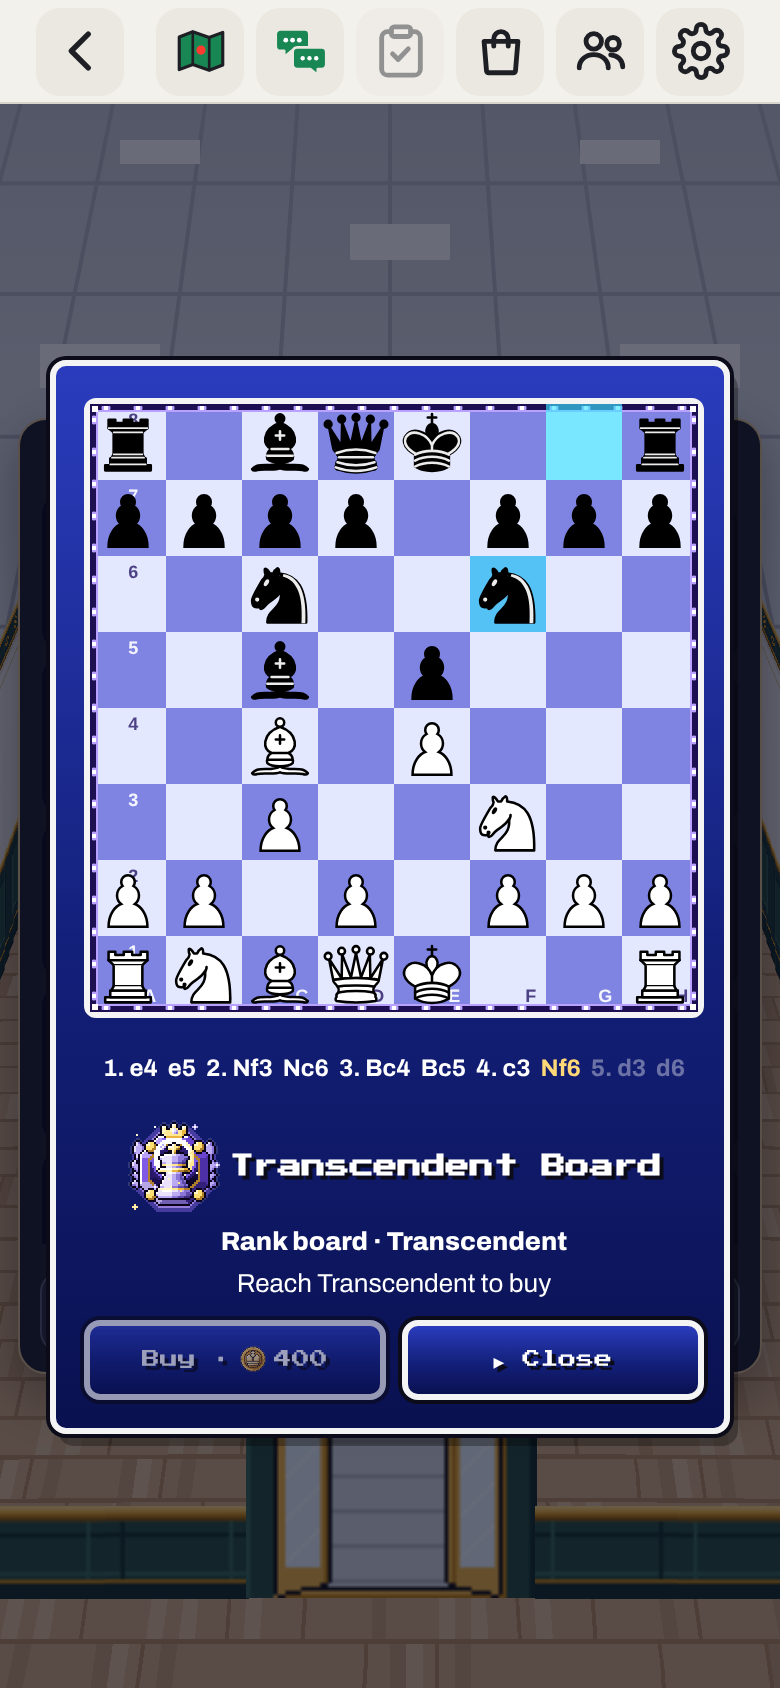 8
7
6
5
4
3
2
1
A C D E F G H
1. e4 e5 2. Nf3 Nc6 3. Bc4 Bc5 4. c3 Nf6 5. d3 d6
Transcendent Board
Rank board · Transcendent
Reach Transcendent to buy
Buy · 400
▸ Close